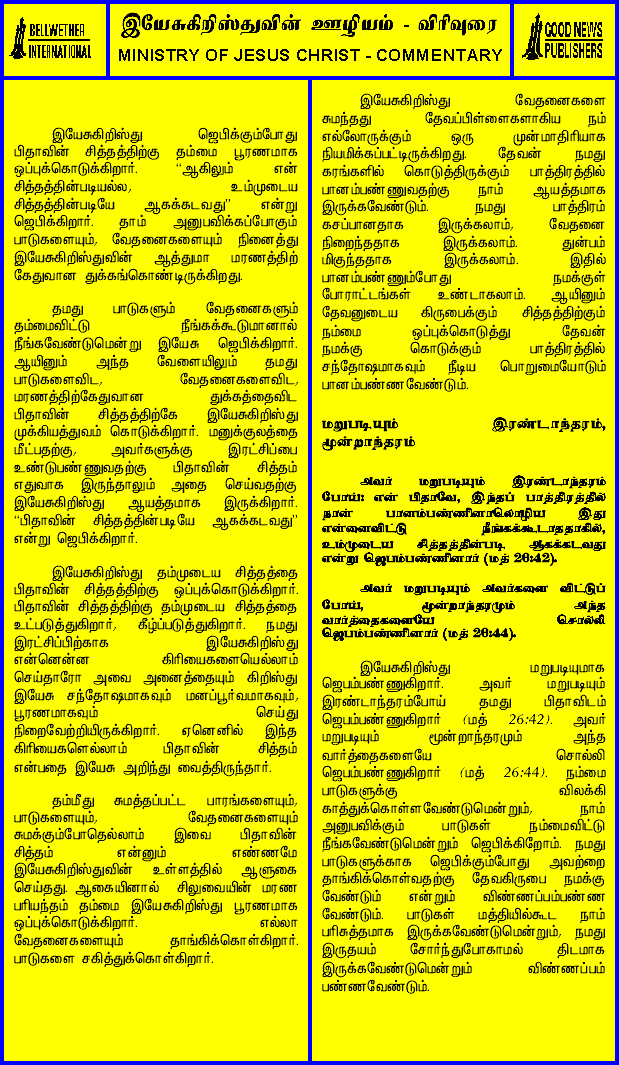 BELLWETHER
INTERNATIONAL
இயேசுகிறிஸ்துவின் ஊழியம் - விரிவுரை
MINISTRY OF JESUS CHRIST - COMMENTARY
GOOD NEWS
PUBLISHERS
இயேசுகிறிஸ்து ஜெபிக்கும்போது
பிதாவின் சித்தத்திற்கு தம்மை பூரணமாக
ஒப்புக்கொடுக்கிறார். “ஆகிலும் என்
சித்தத்தின்படியல்ல, உம்முடைய
சித்தத்தின்படியே ஆகக்கடவது” என்று
ஜெபிக்கிறார். தாம் அனுபவிக்கப்போகும்
பாடுகளையும், வேதனைகளையும் நினைத்து
இயேசுகிறிஸ்துவின் ஆத்துமா மரணத்திற்
கேதுவான துக்கங்கொண்டிருக்கிறது.
தமது பாடுகளும் வேதனைகளும்
தம்மைவிட்டு நீங்கக்கூடுமானால்
நீங்கவேண்டுமென்று இயேசு ஜெபிக்கிறார்.
ஆயினும் அந்த வேளையிலும் தமது
பாடுகளைவிட, வேதனைகளைவிட,
மரணத்திற்கேதுவான துக்கத்தைவிட
பிதாவின் சித்தத்திற்கே இயேசுகிறிஸ்து
முக்கியத்துவம் கொடுக்கிறார். மனுக்குலத்தை
மீட்பதற்கு, அவர்களுக்கு இரட்சிப்பை
உண்டுபண்ணுவதற்கு பிதாவின் சித்தம்
எதுவாக இருந்தாலும் அதை செய்வதற்கு
இயேசுகிறிஸ்து ஆயத்தமாக இருக்கிறார்.
“பிதாவின் சித்தத்தின்படியே ஆகக்கடவது”
என்று ஜெபிக்கிறார்.
இயேசுகிறிஸ்து தம்முடைய சித்தத்தை
பிதாவின் சித்தத்திற்கு ஒப்புக்கொடுக்கிறார்.
பிதாவின் சித்தத்திற்கு தம்முடைய சித்தத்தை
உட்படுத்துகிறார், கீழ்ப்படுத்துகிறார். நமது
இரட்சிப்பிற்காக இயேசுகிறிஸ்து
என்னென்ன கிரியைகளையெல்லாம்
செய்தாரோ அவை அனைத்தையும் கிறிஸ்து
இயேசு சந்தோஷமாகவும் மனப்பூர்வமாகவும்,
பூரணமாகவும் செய்து
நிறைவேற்றியிருக்கிறார். ஏனெனில் இந்த
கிரியைகளெல்லாம் பிதாவின் சித்தம்
என்பதை இயேசு அறிந்து வைத்திருந்தார்.
தம்மீது சுமத்தப்பட்ட பாரங்களையும்,
பாடுகளையும், வேதனைகளையும்
சுமக்கும்போதெல்லாம் இவை பிதாவின்
சித்தம் என்னும் எண்ணமே
இயேசுகிறிஸ்துவின் உள்ளத்தில் ஆளுகை
செய்தது. ஆகையினால் சிலுவையின் மரண
பரியந்தம் தம்மை இயேசுகிறிஸ்து பூரணமாக
ஒப்புக்கொடுக்கிறார். எல்லா
வேதனைகளையும் தாங்கிக்கொள்கிறார்.
பாடுகளை சகித்துக்கொள்கிறார்.
இயேசுகிறிஸ்து வேதனைகளை
சுமந்தது தேவப்பிள்ளைகளாகிய நம்
எல்லோருக்கும் ஒரு முன்மாதிரியாக
நியமிக்கப்பட்டிருக்கிறது. தேவன் நமது
கரங்களில் கொடுத்திருக்கும் பாத்திரத்தில்
பானம்பண்ணுவதற்கு நாம் ஆயத்தமாக
இருக்கவேண்டும். நமது பாத்திரம்
கசப்பானதாக இருக்கலாம், வேதனை
நிறைந்ததாக இருக்கலாம். துன்பம்
மிகுந்ததாக இருக்கலாம். இதில்
பானம்பண்ணும்போது நமக்குள்
போராட்டங்கள் உண்டாகலாம். ஆயினும்
தேவனுடைய கிருபைக்கும் சித்தத்திற்கும்
நம்மை ஒப்புக்கொடுத்து தேவன்
நமக்கு கொடுக்கும் பாத்திரத்தில்
சந்தோஷமாகவும் நீடிய பொறுமையோடும்
பானம்பண்ணவேண்டும்.
மறுபடியும் இரண்டாந்தரம்,
மூன்றாந்தரம்
அவர் மறுபடியும் இரண்டாந்தரம்
போய்: என் பிதாவே, இந்தப் பாத்திரத்தில்
நான் பானம்பண்ணினாலொழிய இது
என்னைவிட்டு நீங்கக்கூடாததாகில்,
உம்முடைய சித்தத்தின்படி ஆகக்கடவது
என்று ஜெபம்பண்ணினார் (மத் 26:42).
அவர் மறுபடியும் அவர்களை விட்டுப்
போய், மூன்றாந்தரமும் அந்த
வார்த்தைகளையே சொல்லி
ஜெபம்பண்ணினார் (மத் 26:44).
இயேசுகிறிஸ்து மறுபடியுமாக
ஜெபம்பண்ணுகிறார். அவர் மறுபடியும்
இரண்டாந்தரம்போய் தமது பிதாவிடம்
ஜெபம்பண்ணுகிறார் (மத் 26:42). அவர்
மறுபடியும் மூன்றாந்தரமும் அந்த
வார்த்தைகளையே சொல்லி
ஜெபம்பண்ணுகிறார் (மத் 26:44). நம்மை
பாடுகளுக்கு விலக்கி
காத்துக்கொள்ளவேண்டுமென்றும், நாம்
அனுபவிக்கும் பாடுகள் நம்மைவிட்டு
நீங்கவேண்டுமென்றும் ஜெபிக்கிறோம். நமது
பாடுகளுக்காக ஜெபிக்கும்போது அவற்றை
தாங்கிக்கொள்வதற்கு தேவகிருபை நமக்கு
வேண்டும் என்றும் விண்ணப்பம்பண்ண
வேண்டும். பாடுகள் மத்தியில்கூட நாம்
பரிசுத்தமாக இருக்கவேண்டுமென்றும், நமது
இருதயம் சோர்ந்துபோகாமல் திடமாக
இருக்கவேண்டுமென்றும் விண்ணப்பம்
பண்ணவேண்டும்.